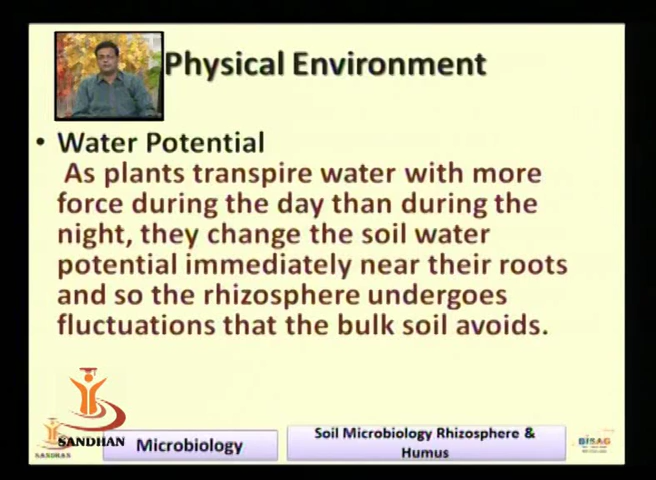 Physical Environment
• Water Potential
As plants transpire water with more
force during the day than during the
night, they change the soil water
potential immediately near their roots
and so the rhizosphere undergoes
fluctuations that the bulk soil avoids.
SANDHAN
SANDHAN
Microbiology
Soil Microbiology Rhizosphere &
Humus
BISAG